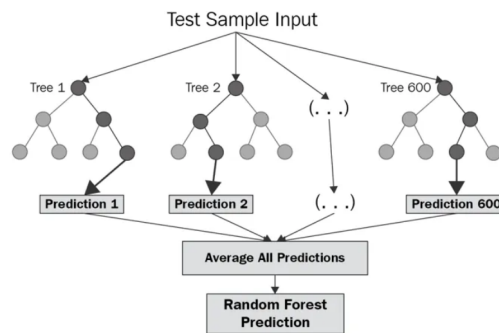 Test Sample Input
Tree 1
Tree 2
(. . .)
Tree 600
Prediction 1
Prediction 2
(. . .)
Prediction 600
Average All Predictions
Random Forest
Prediction